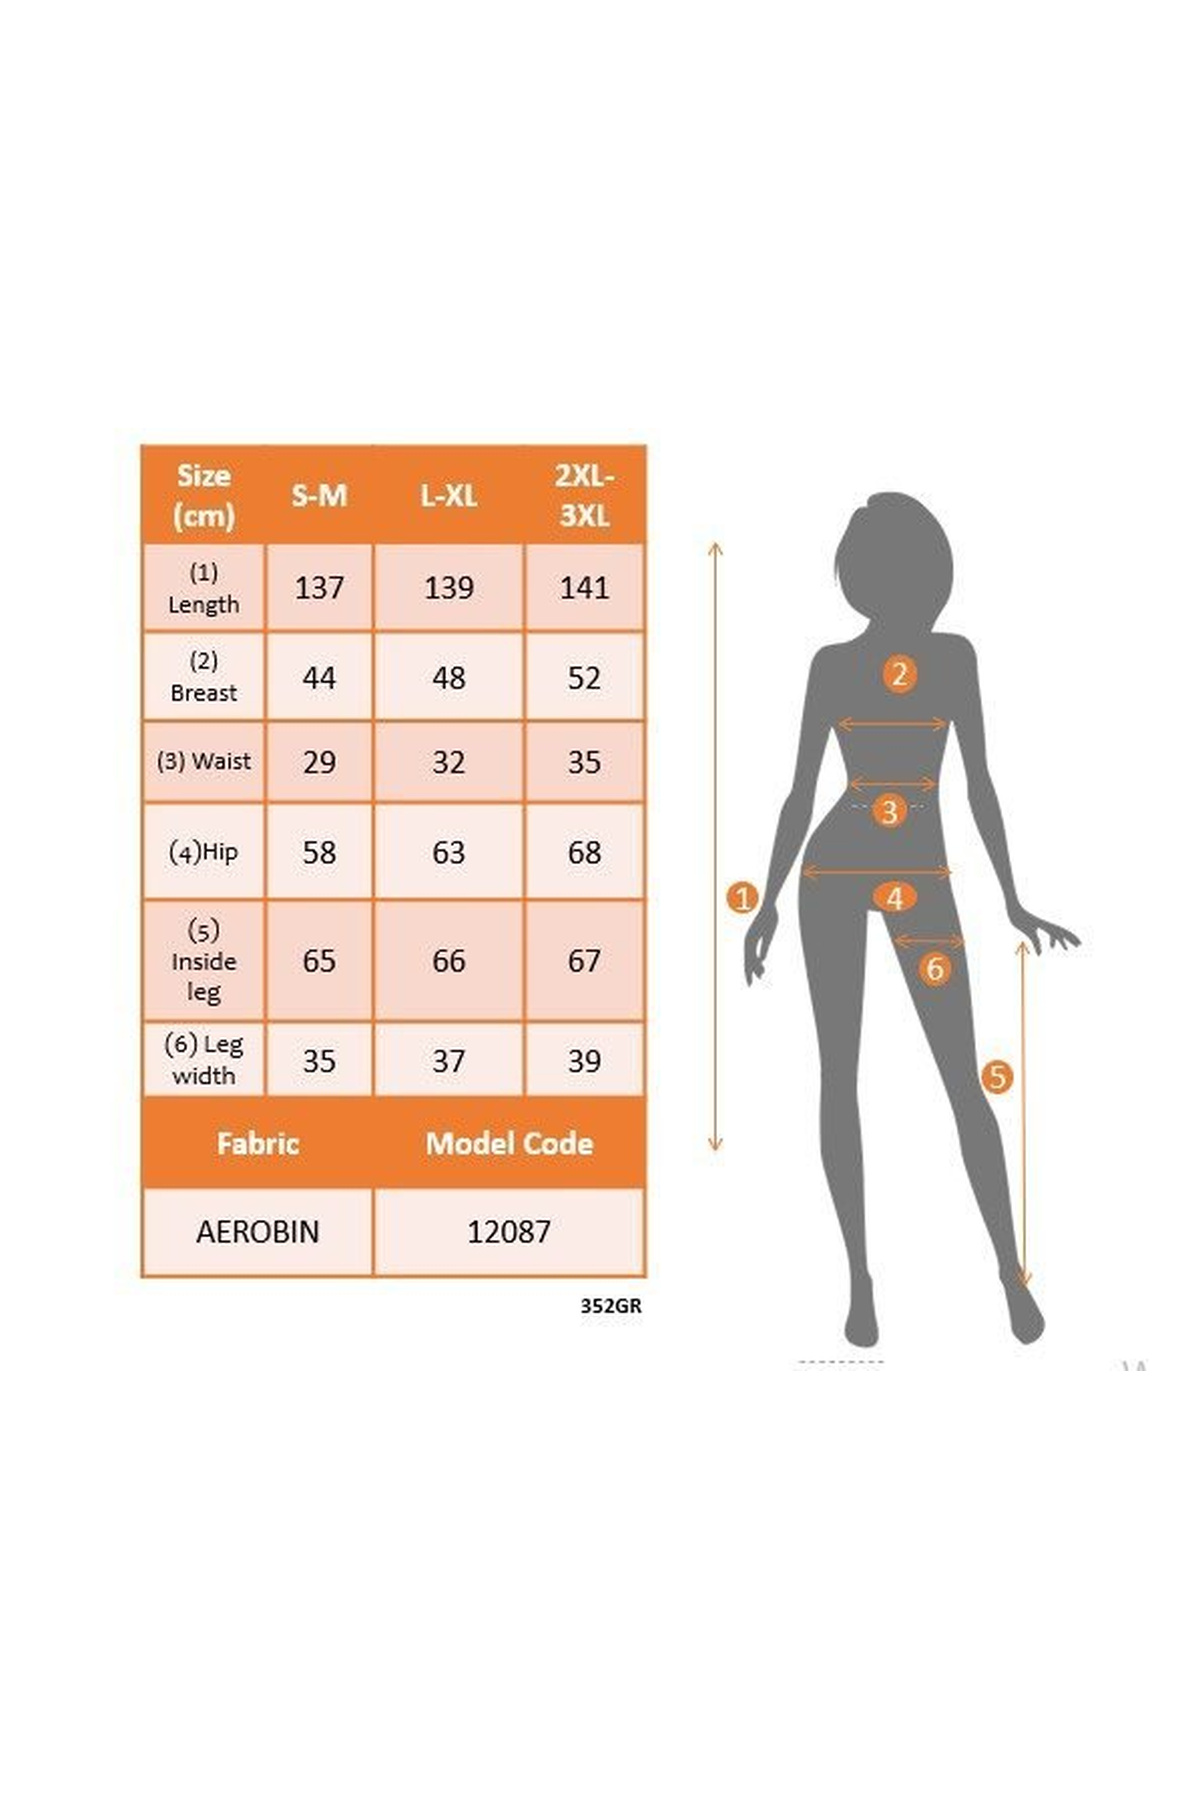 Size
(cm)
S-M
L-XL
2XL-
3XL
(1)
Length
137
139
141
(2)
Breast
44
48
52
(3) Waist
29
32
35
(4)Hip
58
63
68
(5)
Inside
leg
65
66
67
(6) Leg
width
35
37
39
Fabric
Model Code
AEROBIN
12087
352GR
2
3
1
4
6
5